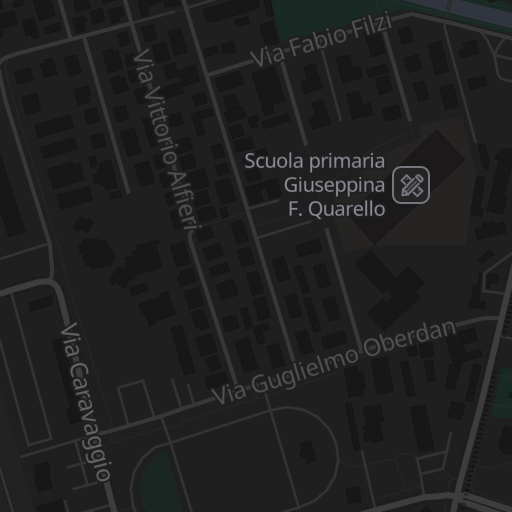 Via Fabio Filzi
Via Vittorio Alfieri
Scuola primaria
Giuseppina
F. Quarello
Via Guglielmo Oberdan
Via Caravaggio